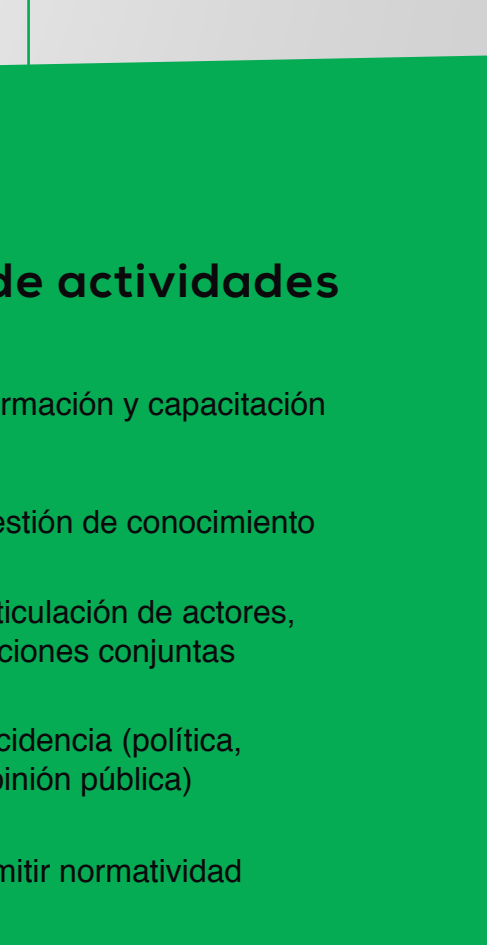 de actividades
rmación y capacitación
estión de conocimiento
ticulación de actores,
ciones conjuntas
cidencia (política,
pinión pública)
mitir normatividad